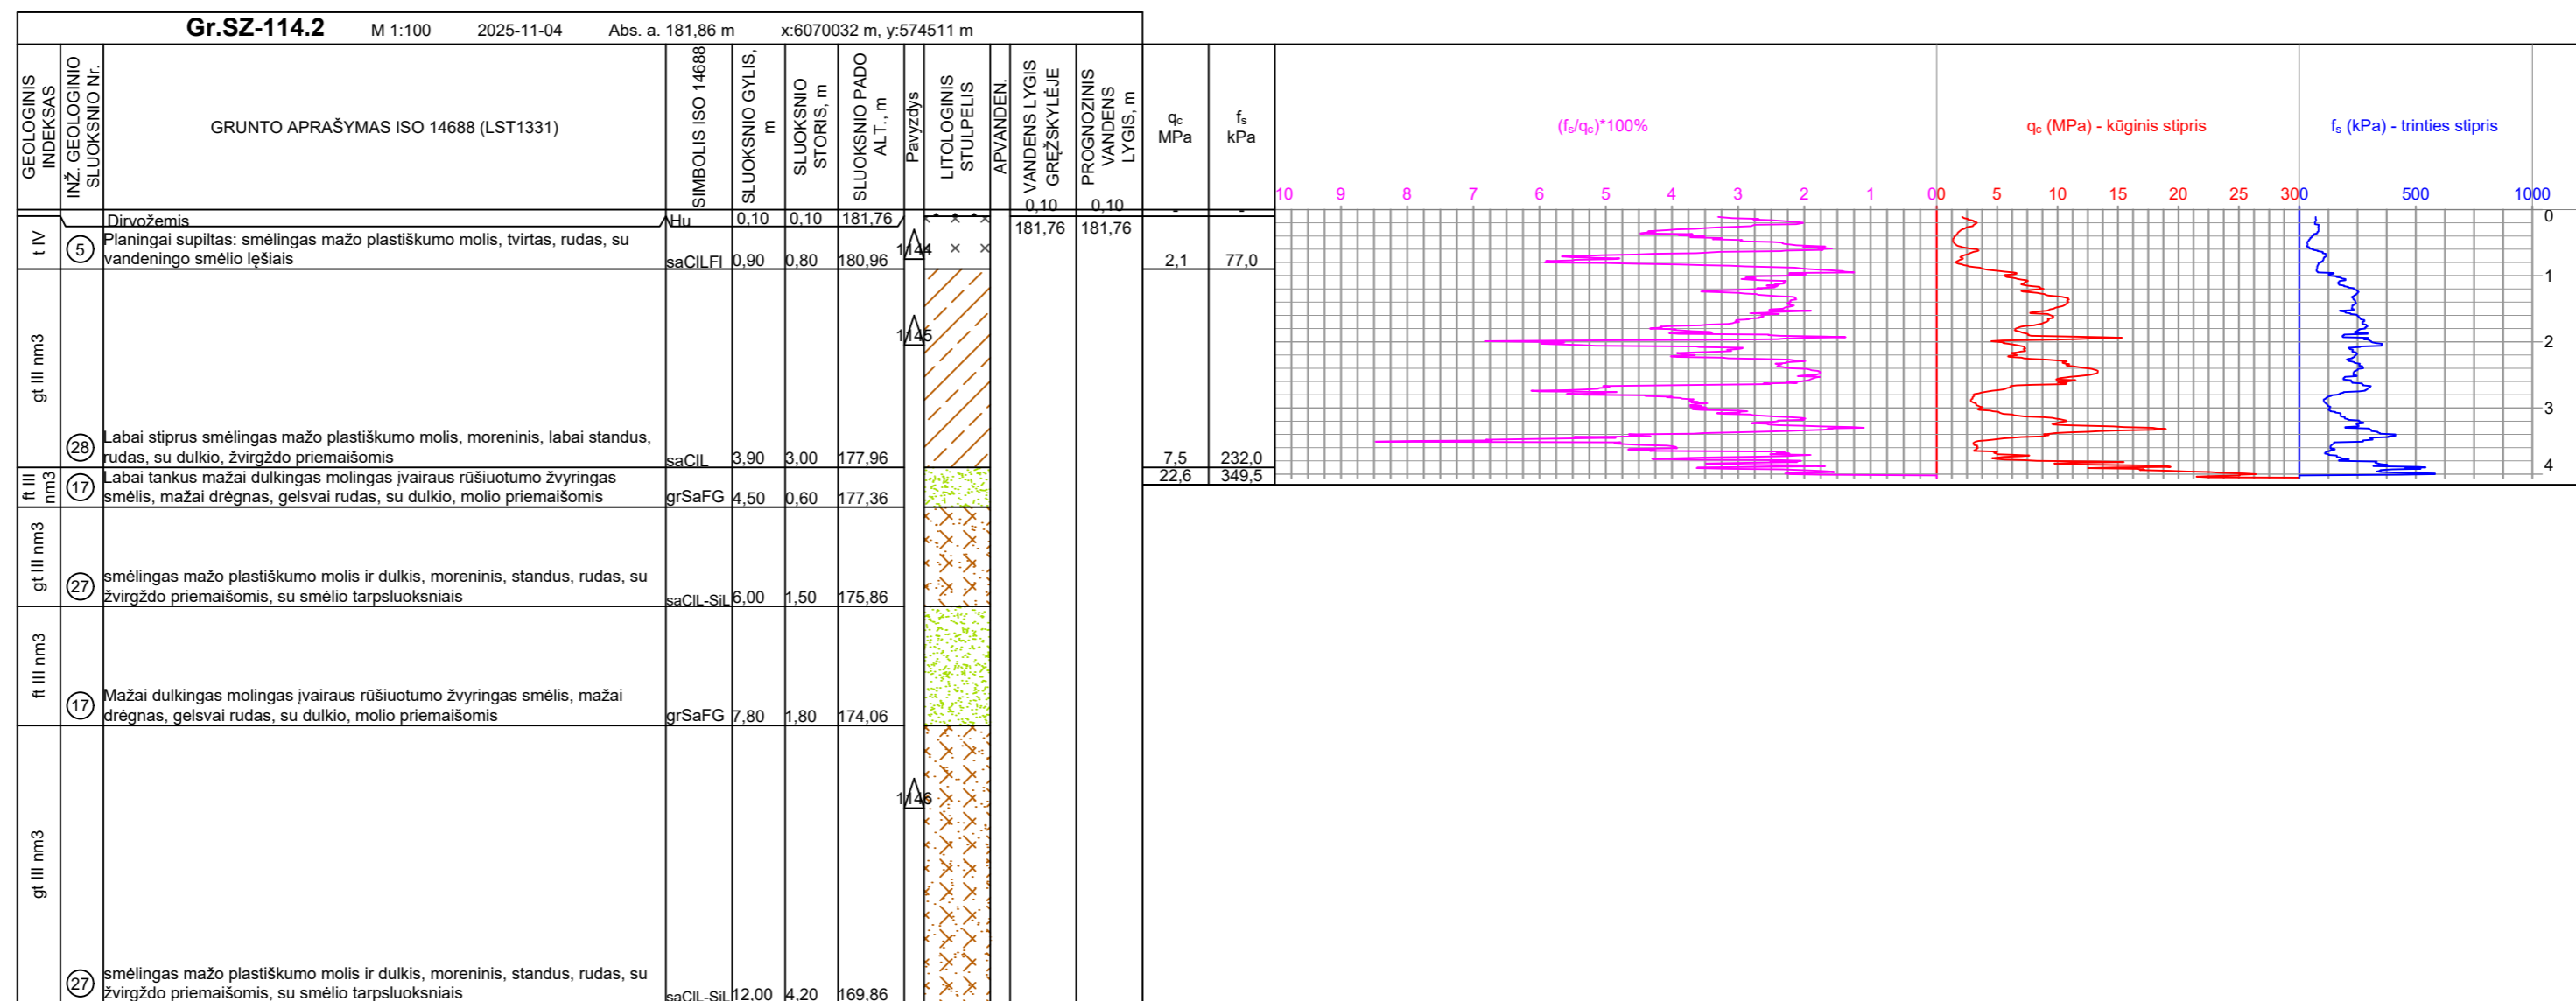 Gr.SZ-114.2 M 1:100 2025-11-04 Abs. a. 181,86 m x:6070032 m, y:574511 m
GEOLOGINIS
INDEKSAS
INŽ. GEOLOGINIO
SLUOKSNIO Nr.
GRUNTO APRAŠYMAS ISO 14688 (LST1331)
SIMBOLIS ISO 14688
SLUOKSNIO GYLIS,
m
SLUOKSNIO
STORIS, m
SLUOKSNIO PADO
ALT., m
Pavyzdys
LITOLOGINIS
STULPELIS
APVANDEN.
VANDENS LYGIS
GRĘŽSKYLĖJE
PROGNOZINIS
VANDENS
LYGIS, m
qc
MPa
fs
kPa
(fs/qc)*100%
qc (MPa) - kūginis stipris
fs (kPa) - trinties stipris
10 9 8 7 6 5 4 3 2 1 0
0 5 10 15 20 25 30
0 500 1000
0,10 0,10
181,76 181,76
- -
Dirvožemis Hu 0,10 0,10 181,76
t IV
5
Planingai supiltas: smėlingas mažo plastiškumo molis, tvirtas, rudas, su
vandeningo smėlio lęšiais
saClLFl 0,90 0,80 180,96
1144
2,1 77,0
gt III nm3
28
Labai stiprus smėlingas mažo plastiškumo molis, moreninis, labai standus,
rudas, su dulkio, žvirgždo priemaišomis
saClL 3,90 3,00 177,96
1145
7,5 232,0
ft III
nm3
17
Labai tankus mažai dulkingas molingas įvairaus rūšiuotumo žvyringas
smėlis, mažai drėgnas, gelsvai rudas, su dulkio, molio priemaišomis
grSaFG 4,50 0,60 177,36
22,6 349,5
gt III nm3
27
smėlingas mažo plastiškumo molis ir dulkis, moreninis, standus, rudas, su
žvirgždo priemaišomis, su smėlio tarpsluoksniais
saClL-SiL 6,00 1,50 175,86
ft III nm3
17
Mažai dulkingas molingas įvairaus rūšiuotumo žvyringas smėlis, mažai
drėgnas, gelsvai rudas, su dulkio, molio priemaišomis
grSaFG 7,80 1,80 174,06
gt III nm3
27
smėlingas mažo plastiškumo molis ir dulkis, moreninis, standus, rudas, su
žvirgždo priemaišomis, su smėlio tarpsluoksniais
saClL-SiL 12,00 4,20 169,86
1146
0
1
2
3
4